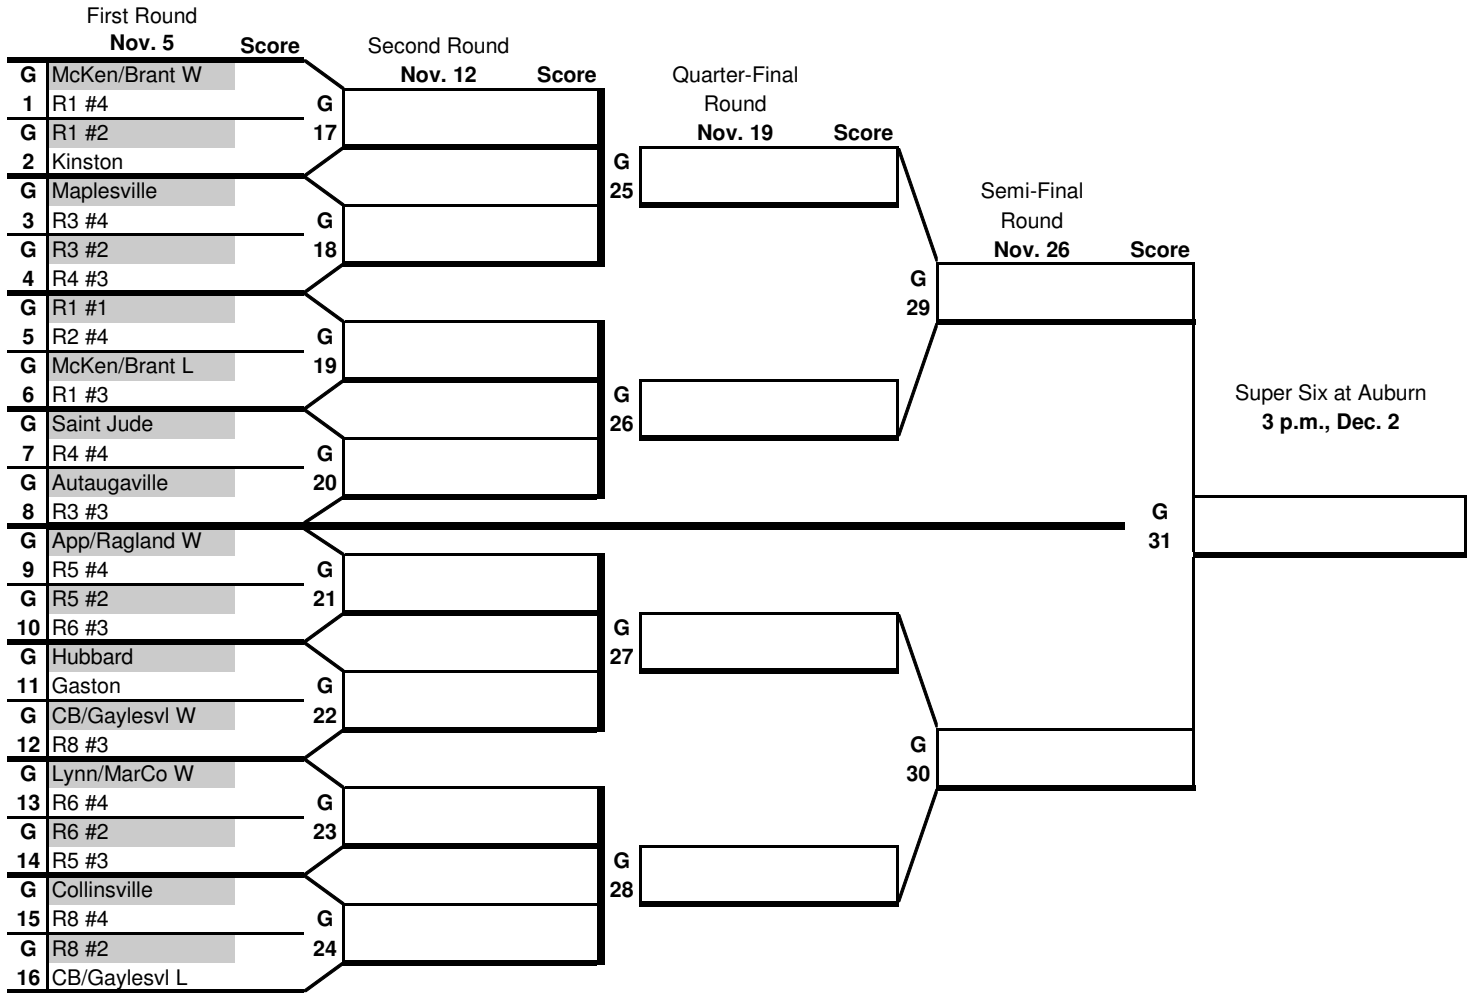 First Round
Nov. 5 Score
G McKen/Brant W
1 R1 #4
G R1 #2
2 Kinston
G Maplesville
3 R3 #4
G R3 #2
4 R4 #3
G R1 #1
5 R2 #4
G McKen/Brant L
6 R1 #3
G Saint Jude
7 R4 #4
G Autaugaville
8 R3 #3
G App/Ragland W
9 R5 #4
G R5 #2
10 R6 #3
G Hubbard
11 Gaston
G CB/Gaylesvl W
12 R8 #3
G Lynn/MarCo W
13 R6 #4
G R6 #2
14 R5 #3
G Collinsville
15 R8 #4
G R8 #2
16 CB/Gaylesvl L
Second Round
Nov. 12 Score
G
17
G
18
G
19
G
20
G
21
G
22
G
23
G
24
Quarter-Final
Round
Nov. 19 Score
G
25
G
26
G
27
G
28
Semi-Final
Round
Nov. 26 Score
G
29
G
30
Super Six at Auburn
3 p.m., Dec. 2
G
31